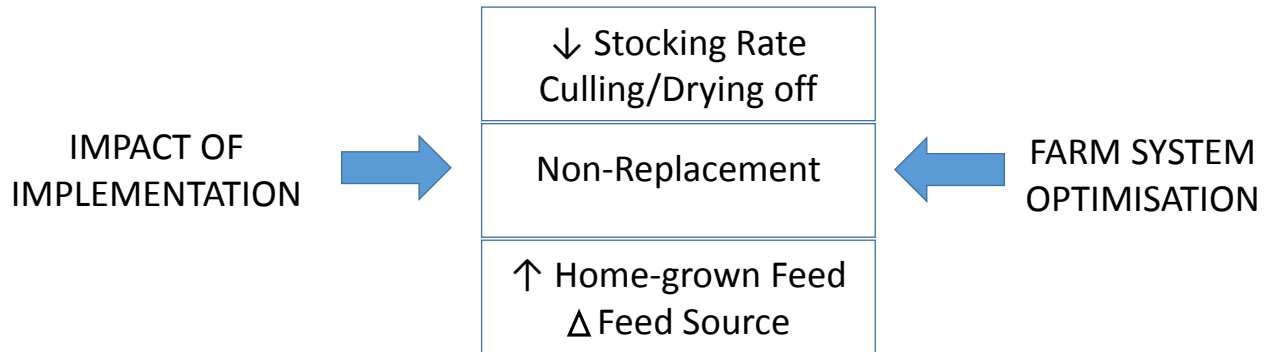 ↓ Stocking Rate
Culling/Drying off
IMPACT OF
IMPLEMENTATION
Non-Replacement
FARM SYSTEM
OPTIMISATION
↑ Home-grown Feed
Δ Feed Source